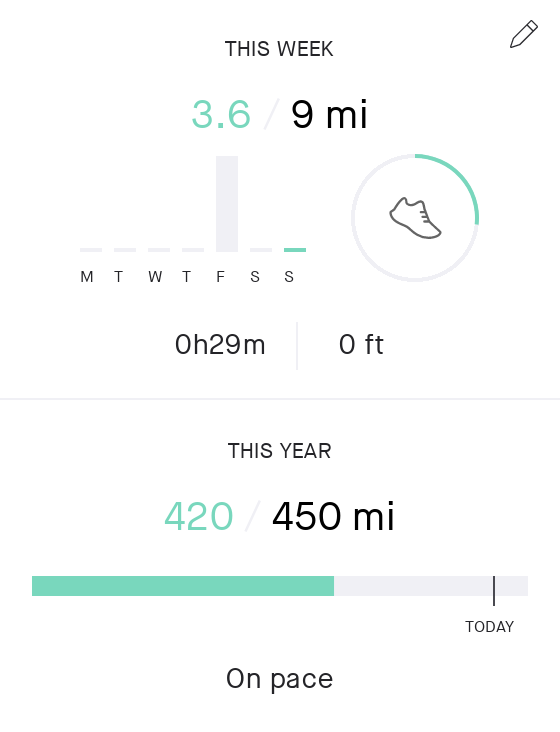 THIS WEEK
3.6 / 9 mi
M T W T F S S
0h29m 0 ft
THIS YEAR
420 / 450 mi
TODAY
On pace